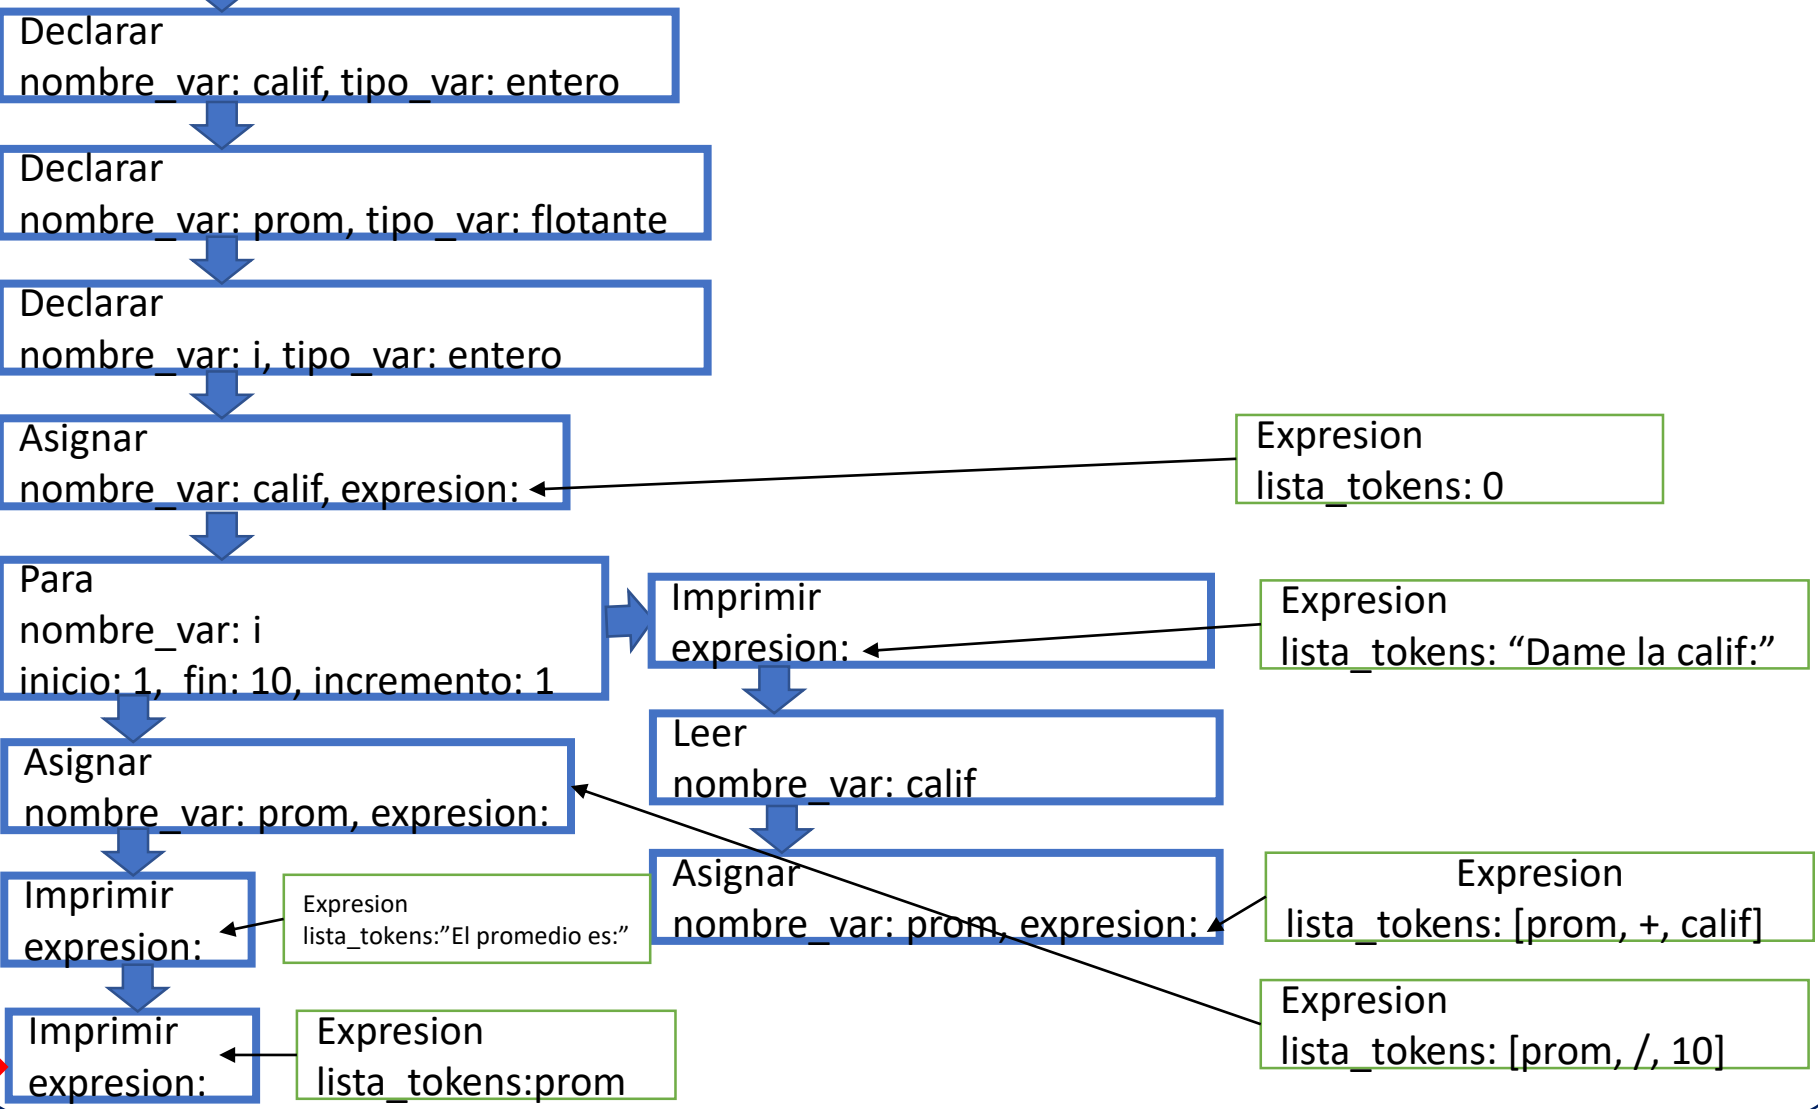 Declarar
nombre_var: calif, tipo_var: entero
Declarar
nombre_var: prom, tipo_var: flotante
Declarar
nombre_var: i, tipo_var: entero
Asignar
nombre_var: calif, expresion:
Expresion
lista_tokens: 0
Para
nombre_var: i
inicio: 1,  fin: 10, incremento: 1
Imprimir
expresion:
Expresion
lista_tokens: “Dame la calif:”
Leer
nombre_var: calif
Asignar
nombre_var: prom, expresion:
Asignar
nombre_var: prom, expresion:
Expresion
lista_tokens: [prom, +, calif]
Imprimir
expresion:
Expresion
lista_tokens:”El promedio es:”
Expresion
lista_tokens: [prom, /, 10]
Imprimir
expresion:
Expresion
lista_tokens:prom